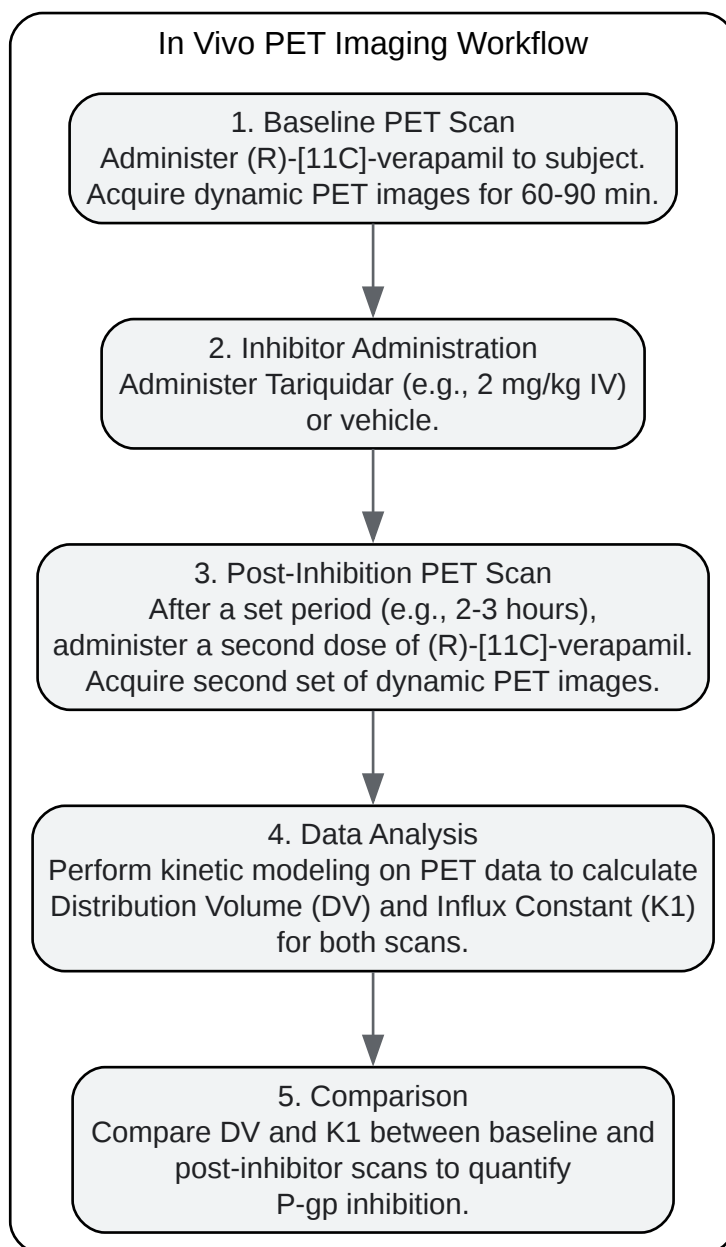 In Vivo PET Imaging Workflow
1. Baseline PET Scan
Administer (R)-[11C]-verapamil to subject.
Acquire dynamic PET images for 60-90 min.
2. Inhibitor Administration
Administer Tariquidar (e.g., 2 mg/kg IV)
or vehicle.
3. Post-Inhibition PET Scan
After a set period (e.g., 2-3 hours),
administer a second dose of (R)-[11C]-verapamil.
Acquire second set of dynamic PET images.
4. Data Analysis
Perform kinetic modeling on PET data to calculate
Distribution Volume (DV) and Influx Constant (K1)
for both scans.
5. Comparison
Compare DV and K1 between baseline and
post-inhibitor scans to quantify
P-gp inhibition.